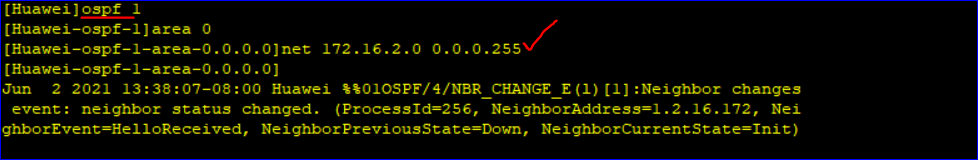 [Huawei]ospf 1
[Huawei-ospf-1]area 0
[Huawei-ospf-1-area-0.0.0.0]net 172.16.2.0 0.0.0.255
[Huawei-ospf-1-area-0.0.0.0]
Jun  2 2021 13:38:07-08:00 Huawei %%01OSPF/4/NBR_CHANGE_E(l)[1]:Neighbor changes
 event: neighbor status changed. (ProcessId=256, NeighborAddress=1.2.16.172, Nei
ghborEvent=HelloReceived, NeighborPreviousState=Down, NeighborCurrentState=Init)